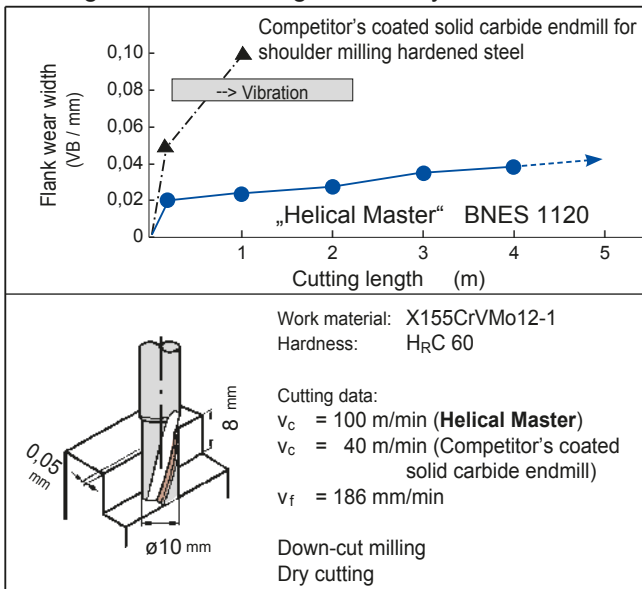 Competitor's coated solid carbide endmill for
shoulder milling hardened steel
Flank wear width
(VB / mm)
0,10
0,08
0,06
0,04
0,02
0
--> Vibration
„Helical Master“ BNES 1120
1 2 3 4 5
Cutting length (m)
Work material: X155CrVMo12-1
Hardness: HRC 60
Cutting data:
vc = 100 m/min (Helical Master)
vc = 40 m/min (Competitor's coated
solid carbide endmill)
vf = 186 mm/min
Down-cut milling
Dry cutting
0,05
mm
8 mm
ø10 mm